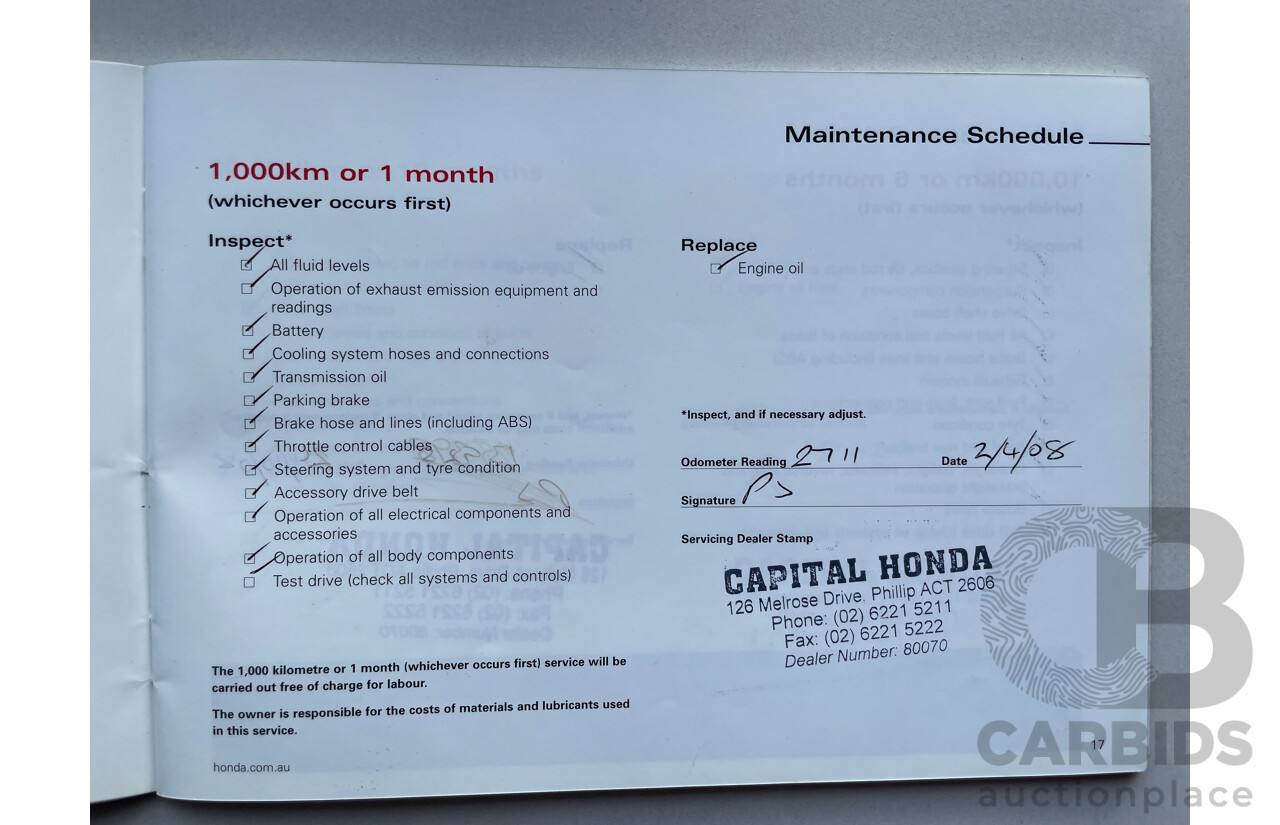 Maintenance Schedule
1,000km or 1 month
(whichever occurs first)
Inspect*
All fluid levels
Operation of exhaust emission equipment and
readings
Battery
Cooling system hoses and connections
Transmission oil
Parking brake
Brake hose and lines (including ABS)
Throttle control cables
Steering system and tyre condition
Accessory drive belt
Operation of all electrical components and
accessories
Operation of all body components
Test drive (check all systems and controls)
The 1,000 kilometre or 1 month (whichever occurs first) service will be
carried out free of charge for labour.
The owner is responsible for the costs of materials and lubricants used
in this service.
honda.com.au
Replace
Engine oil
*Inspect, and if necessary adjust.
Odometer Reading 2711 Date 2/4/08
Signature
Servicing Dealer Stamp
CAPITAL HONDA
126 Melrose Drive, Phillip ACT 2606
Phone: (02) 6221 5211
Fax: (02) 6221 5222
Dealer Number: 80070
17
CB
CARBIDS
auctionplace